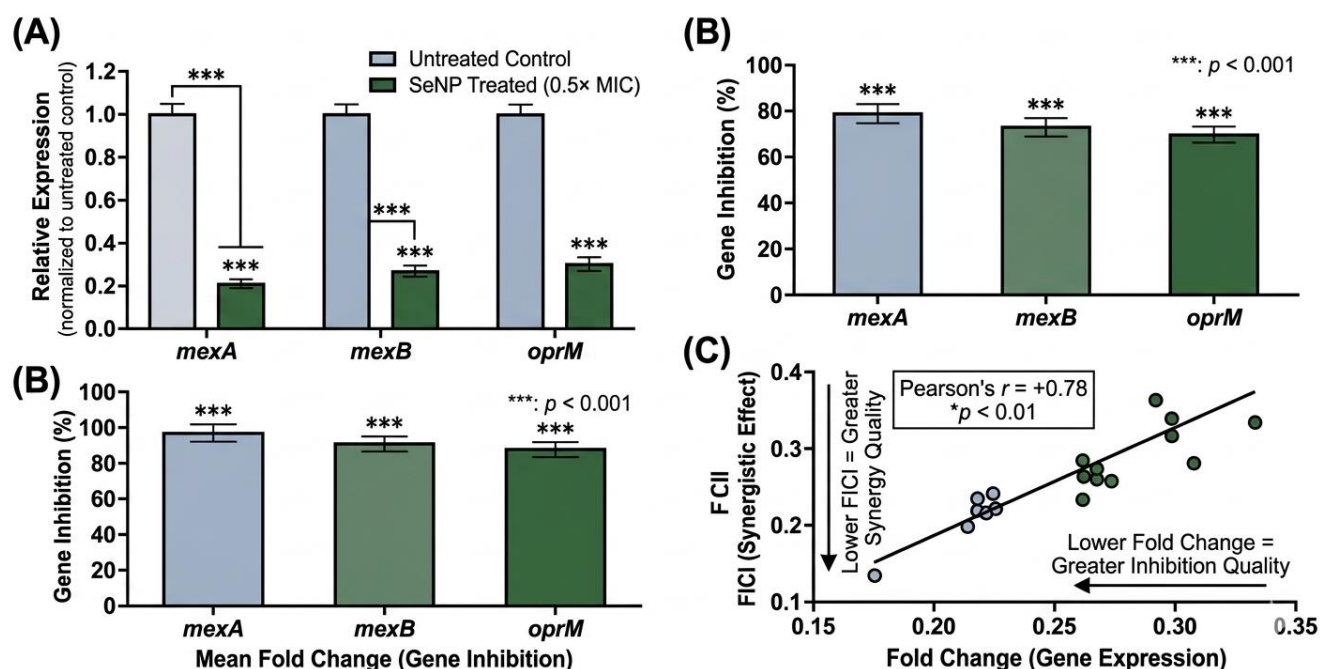 (A)
Untreated Control
SeNP Treated (0.5× MIC)
Relative Expression
(normalized to untreated control)
1.2
1.0
0.8
0.6
0.4
0.2
0.0
***
***
***
***
***
mexA
mexB
oprM
(B)
***: p < 0.001
Gene Inhibition (%)
100
80
60
40
20
0
***
***
***
mexA
mexB
oprM
(B)
***: p < 0.001
Gene Inhibition (%)
100
100
80
60
40
20
0
***
***
***
mexA
mexB
oprM
Mean Fold Change (Gene Inhibition)
(C)
FCII
FICI (Synergistic Effect)
0.4
0.3
0.2
0.1
Lower FICI = Greater
Synergy Quality
Pearson's r = +0.78
*p < 0.01
Lower Fold Change =
Greater Inhibition Quality
0.15
0.20
0.25
0.30
0.35
Fold Change (Gene Expression)